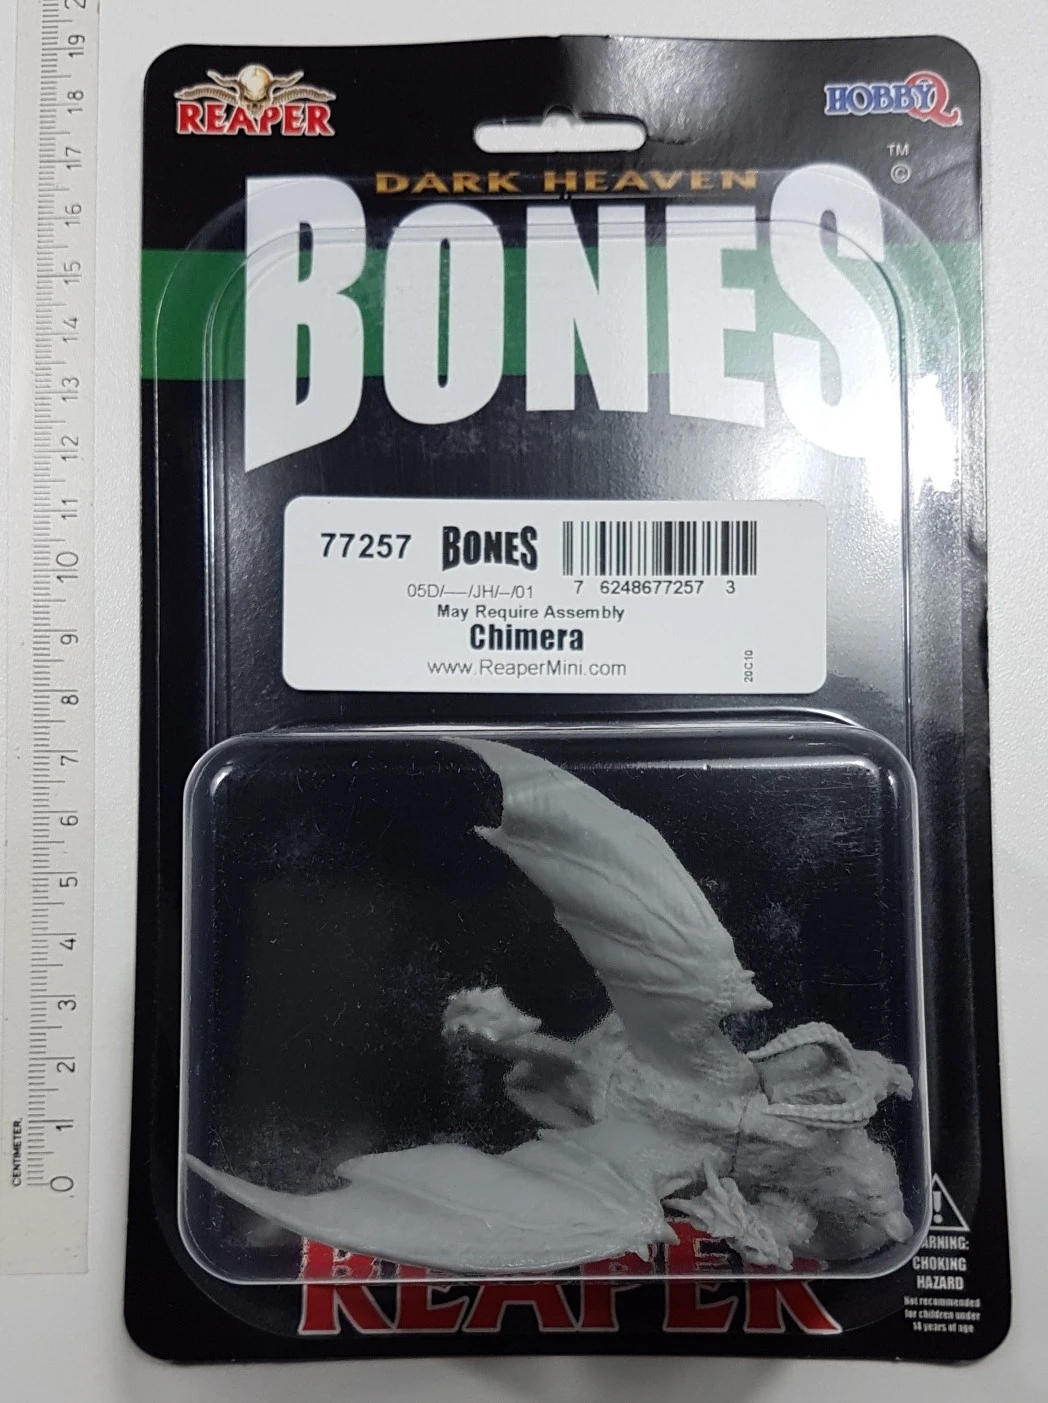 REAPER
HOBBYQ
DARK HEAVEN
TM
BONES
©
77257 BONES
05D/—/JH/–/01
7 6248677257 3
May Require Assembly
Chimera
www.ReaperMini.com
20C10
REAPER
ARNING:
CHOKING
HAZARD
Not recommended
for children under
14 years of age
CENTIMETER
0
1
2
3
4
5
6
7
8
9
10
11
12
13
14
15
16
17
18
19